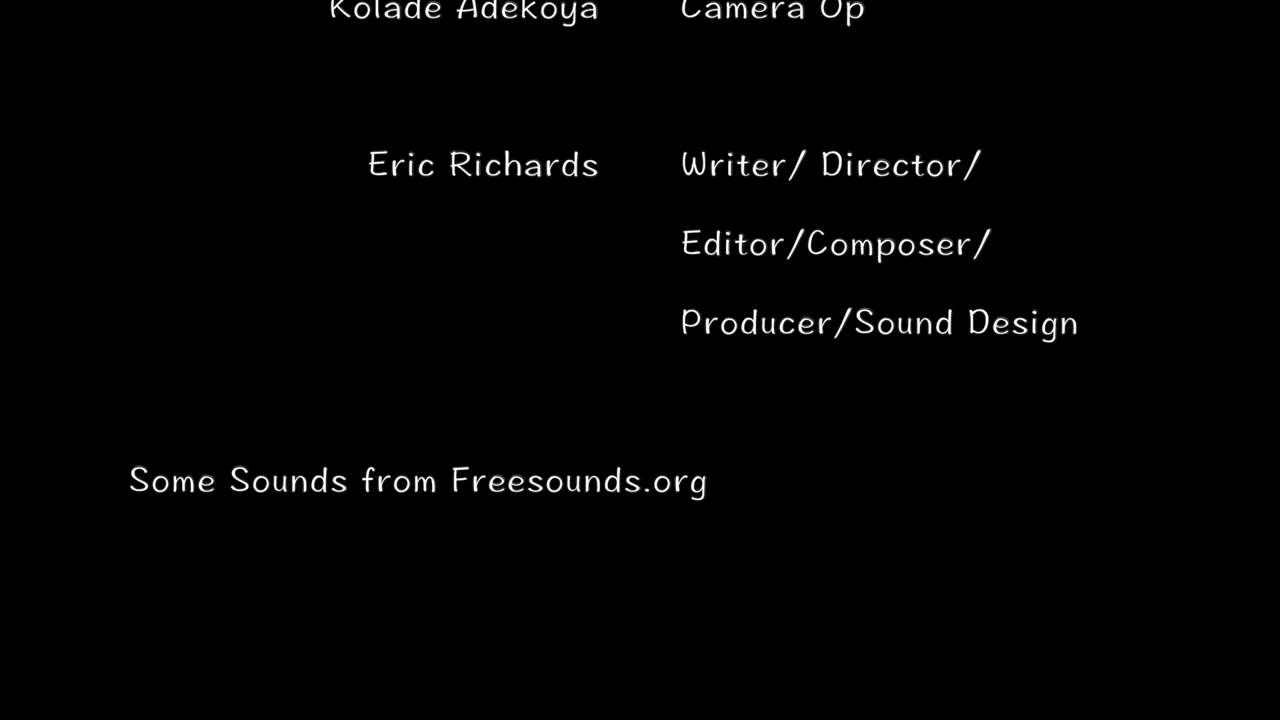 Kolade Adekoya Camera Op
Eric Richards Writer/ Director/
Editor/Composer/
Producer/Sound Design
Some Sounds from Freesounds.org